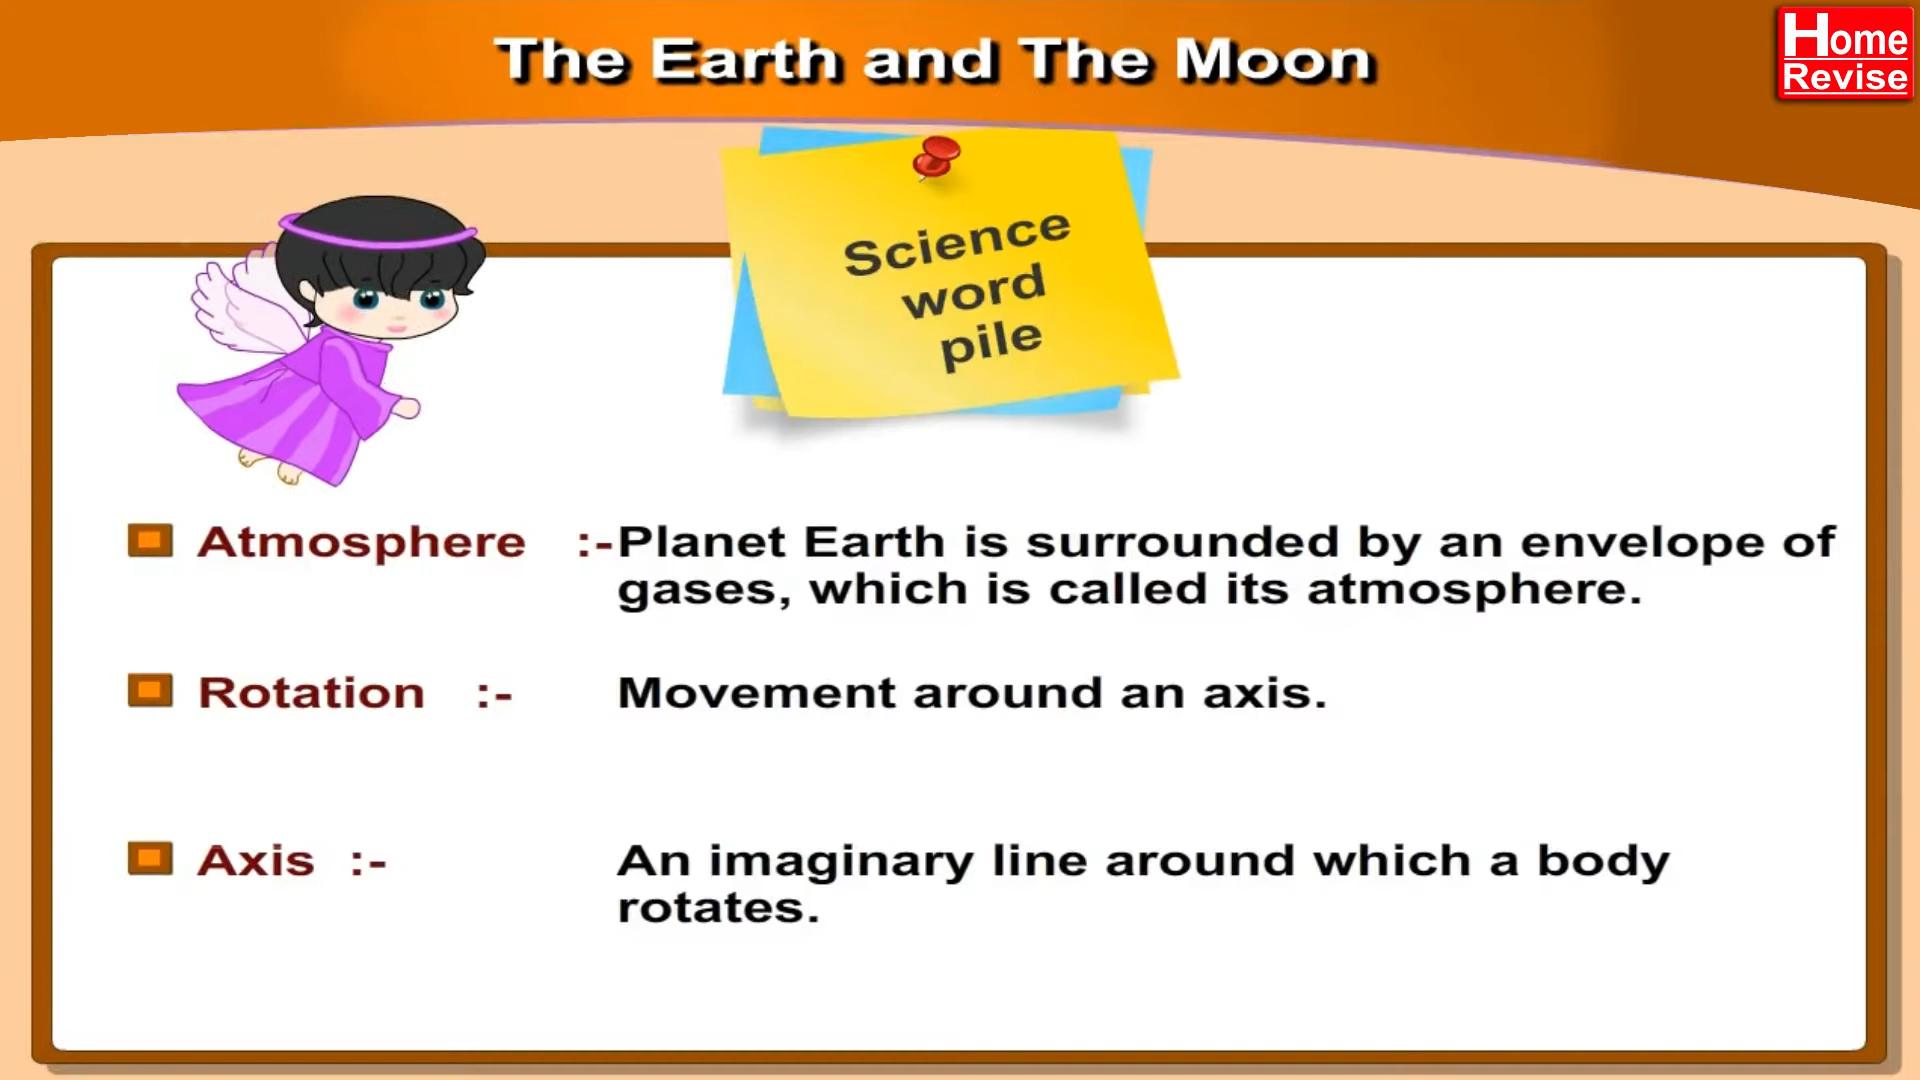 The Earth and The Moon
Home
Revise
Science
word
pile
Atmosphere :- Planet Earth is surrounded by an envelope of
gases, which is called its atmosphere.
Rotation :- Movement around an axis.
Axis :- An imaginary line around which a body
rotates.